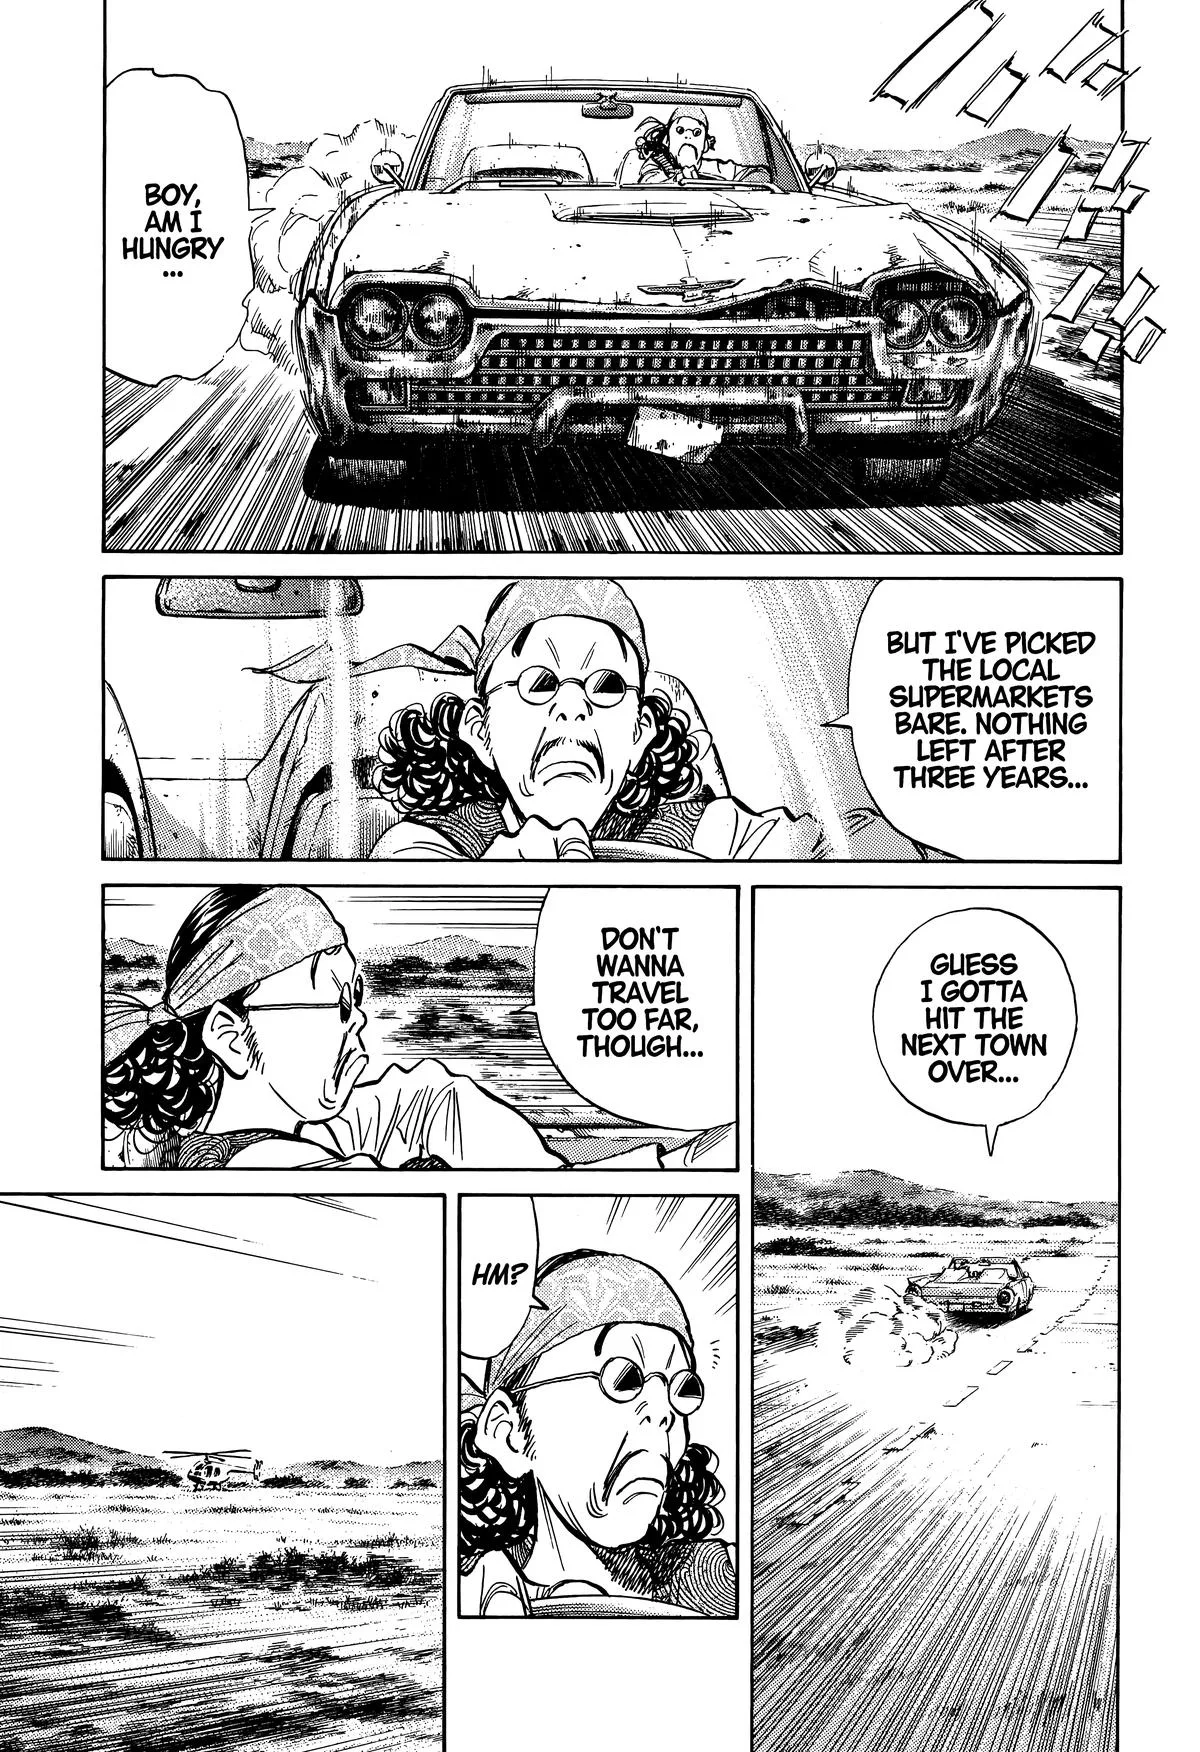 BOY,
AM I
HUNGRY
...
BUT I'VE PICKED
THE LOCAL
SUPERMARKETS
BARE. NOTHING
LEFT AFTER
THREE YEARS...
GUESS
I GOTTA
HIT THE
NEXT TOWN
OVER...
DON'T
WANNA
TRAVEL
TOO FAR,
THOUGH...
HM?